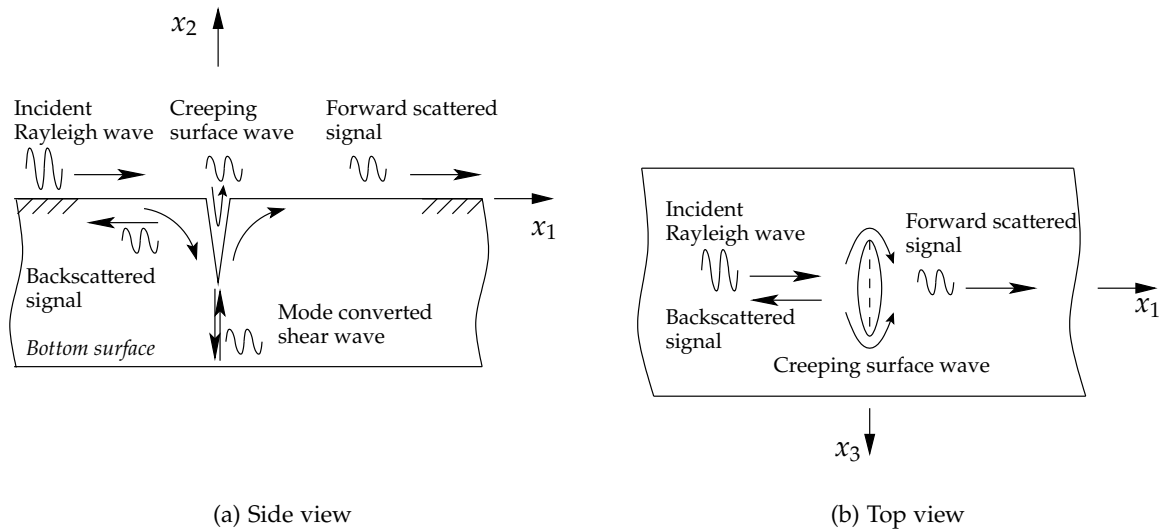 x₂
Incident
Rayleigh wave
Creeping
surface wave
Forward scattered
signal
x₁
Backscattered
signal
Mode converted
shear wave
Bottom surface
(a) Side view
Incident
Rayleigh wave
Forward scattered
signal
x₁
Backscattered
signal
Creeping surface wave
x₃
(b) Top view